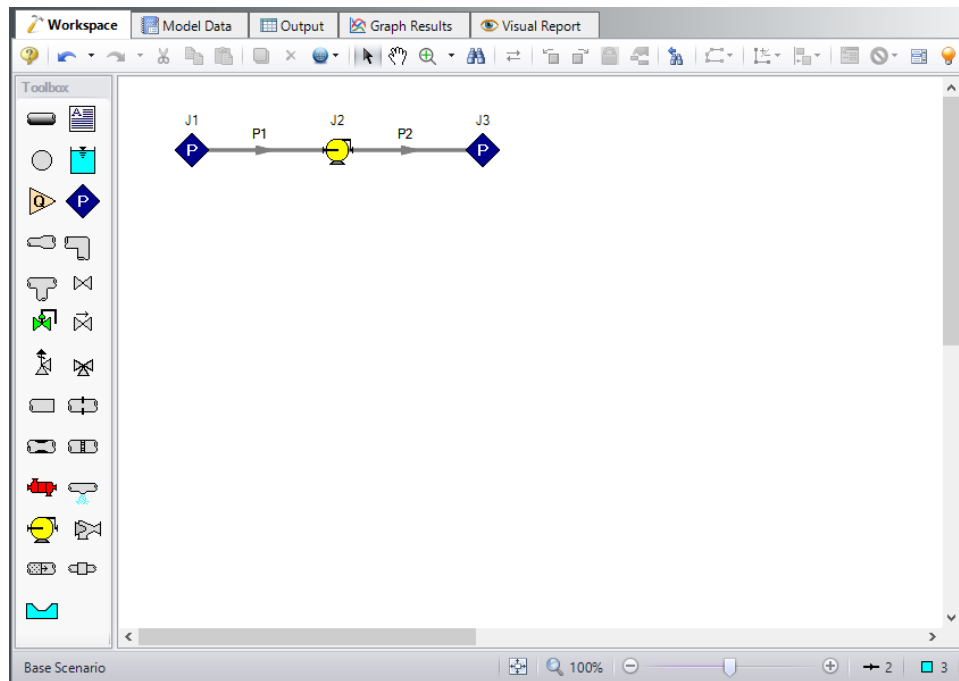 Workspace Model Data Output Graph Results Visual Report
Toolbox
A
Q P
J1 P1 J2 P2 J3
P P
Base Scenario 100% 2 3